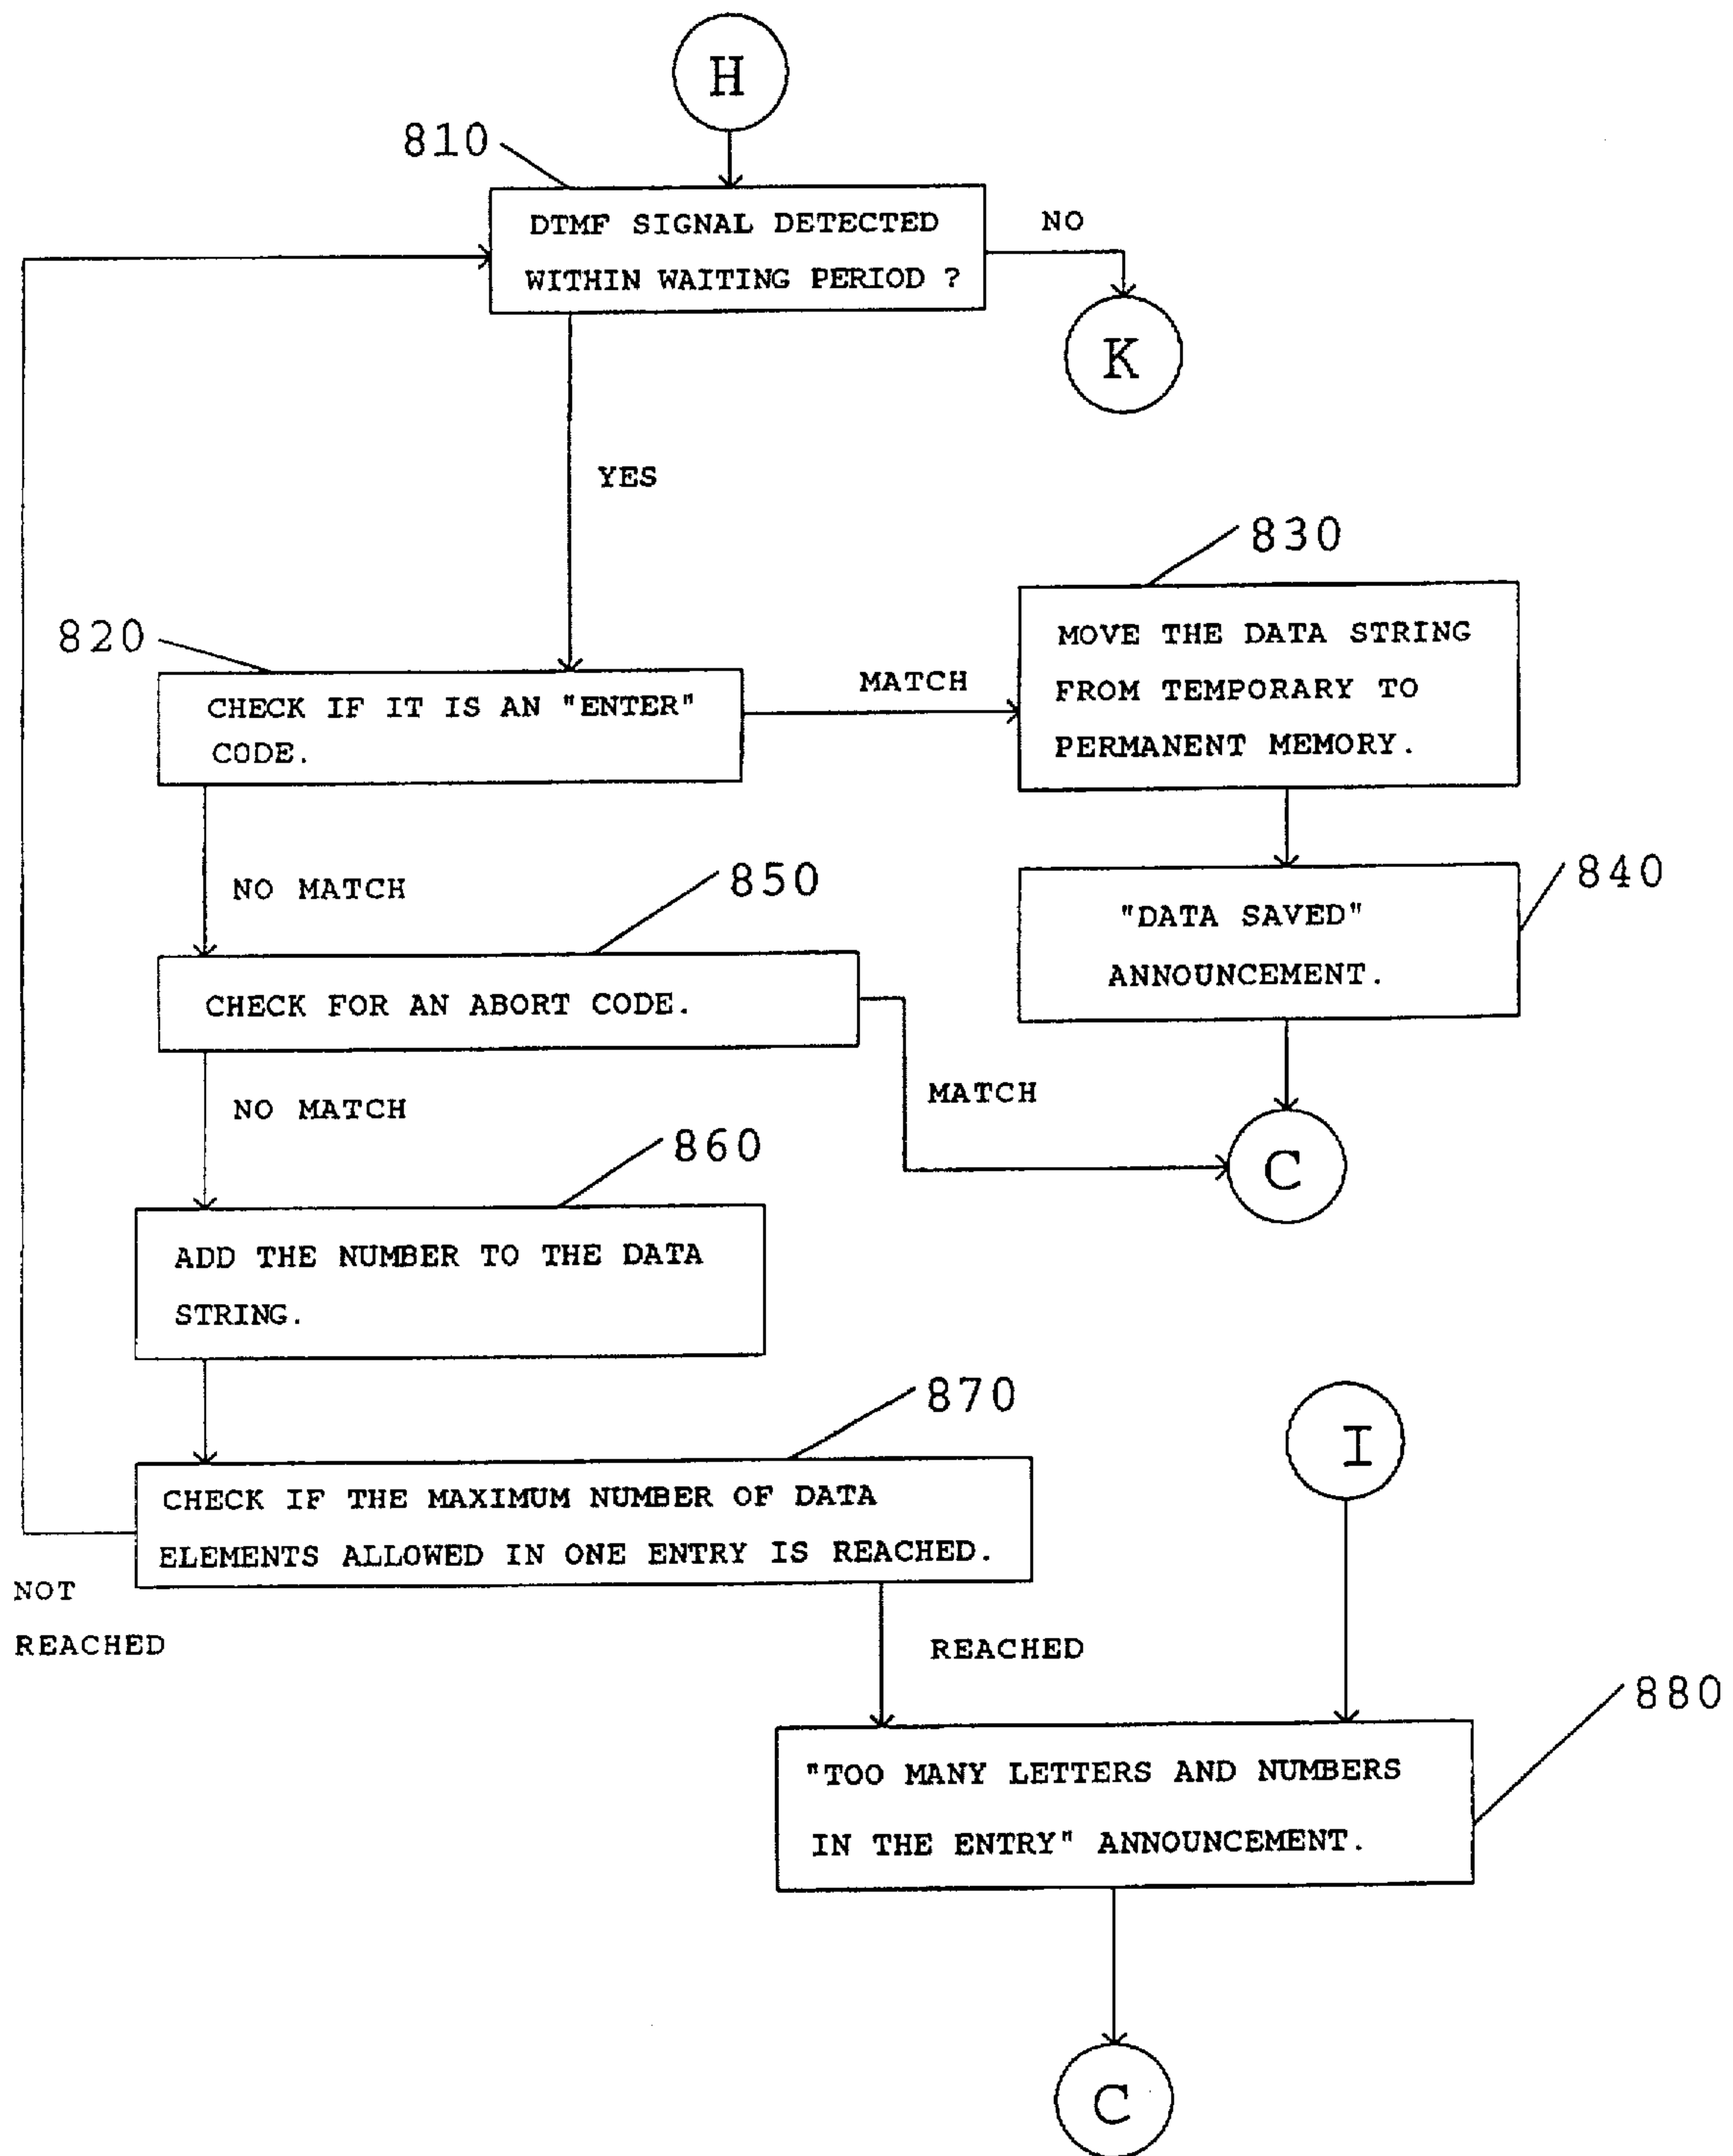 H
810
DTMF SIGNAL DETECTED
WITHIN WAITING PERIOD ?
NO
K
YES
830
MOVE THE DATA STRING
FROM TEMPORARY TO
PERMANENT MEMORY.
820
CHECK IF IT IS AN "ENTER"
CODE.
MATCH
840
"DATA SAVED"
ANNOUNCEMENT.
NO MATCH
850
CHECK FOR AN ABORT CODE.
MATCH
C
NO MATCH
860
ADD THE NUMBER TO THE DATA
STRING.
870
CHECK IF THE MAXIMUM NUMBER OF DATA
ELEMENTS ALLOWED IN ONE ENTRY IS REACHED.
I
NOT
REACHED
REACHED
880
"TOO MANY LETTERS AND NUMBERS
IN THE ENTRY" ANNOUNCEMENT.
C